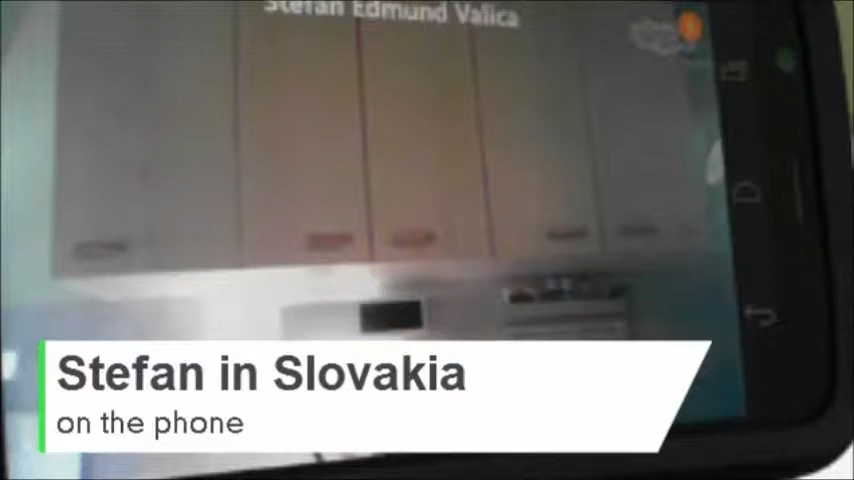 Stefan Edmund Valica
Stefan in Slovakia
on the phone